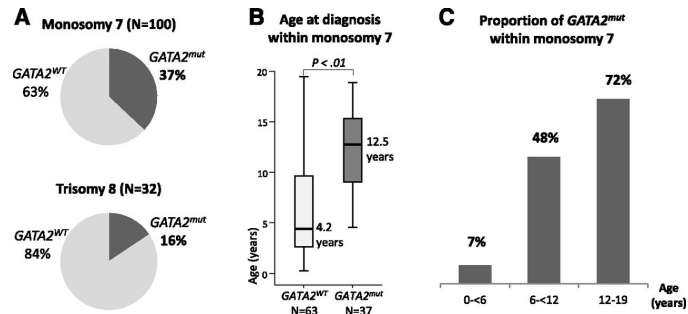 A
Monosomy 7 (N=100)
GATA2WT
63%
GATA2mut
37%
Trisomy 8 (N=32)
GATA2WT
84%
GATA2mut
16%
B
Age at diagnosis
within monosomy 7
P < .01
Age (years)
20
15
10
5
0
4.2
years
12.5
years
GATA2WT
N=63
GATA2mut
N=37
C
Proportion of GATA2mut
within monosomy 7
7%
48%
72%
0-<6
6-<12
12-19
Age
(years)